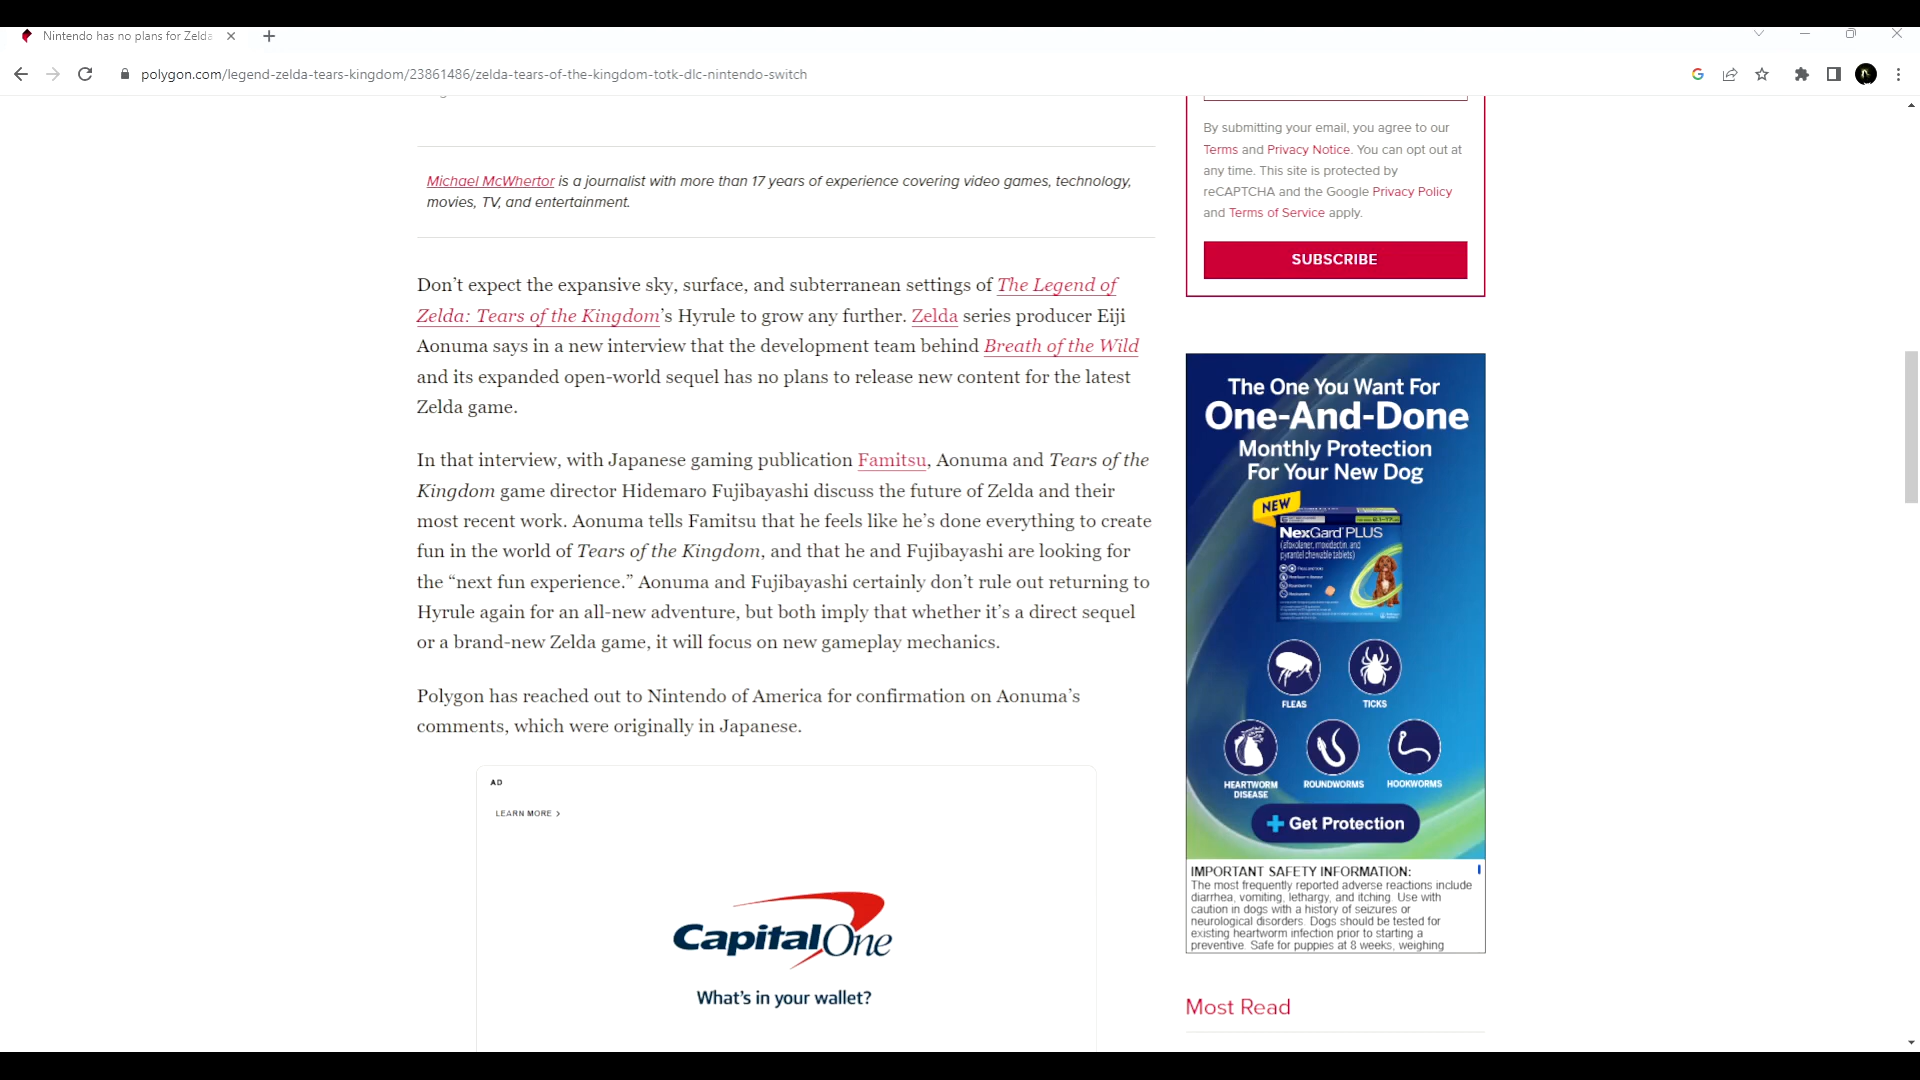 Nintendo has no plans for Zelda
polygon.com/legend-zelda-tears-kingdom/23861486/zelda-tears-of-the-kingdom-totk-dlc-nintendo-switch
Michael McWhertor is a journalist with more than 17 years of experience covering video games, technology,
movies, TV, and entertainment.
Don’t expect the expansive sky, surface, and subterranean settings of The Legend of
Zelda: Tears of the Kingdom’s Hyrule to grow any further. Zelda series producer Eiji
Aonuma says in a new interview that the development team behind Breath of the Wild
and its expanded open-world sequel has no plans to release new content for the latest
Zelda game.
In that interview, with Japanese gaming publication Famitsu, Aonuma and Tears of the
Kingdom game director Hidemaro Fujibayashi discuss the future of Zelda and their
most recent work. Aonuma tells Famitsu that he feels like he’s done everything to create
fun in the world of Tears of the Kingdom, and that he and Fujibayashi are looking for
the “next fun experience.” Aonuma and Fujibayashi certainly don’t rule out returning to
Hyrule again for an all-new adventure, but both imply that whether it’s a direct sequel
or a brand-new Zelda game, it will focus on new gameplay mechanics.
Polygon has reached out to Nintendo of America for confirmation on Aonuma’s
comments, which were originally in Japanese.
AD
LEARN MORE >
Capital One
What’s in your wallet?
By submitting your email, you agree to our
Terms and Privacy Notice. You can opt out at
any time. This site is protected by
reCAPTCHA and the Google Privacy Policy
and Terms of Service apply.
SUBSCRIBE
The One You Want For
One-And-Done
Monthly Protection
For Your New Dog
NEW
NexGard PLUS
(afoxolaner, moxidectin, and
pyrantel chewable tablets)
FLEAS
TICKS
HEARTWORM
DISEASE
ROUNDWORMS
HOOKWORMS
Get Protection
IMPORTANT SAFETY INFORMATION:
The most frequently reported adverse reactions include
diarrhea, vomiting, lethargy, and itching. Use with
caution in dogs with a history of seizures or
neurological disorders. Dogs should be tested for
existing heartworm infection prior to starting a
preventive. Safe for puppies at 8 weeks, weighing
Most Read